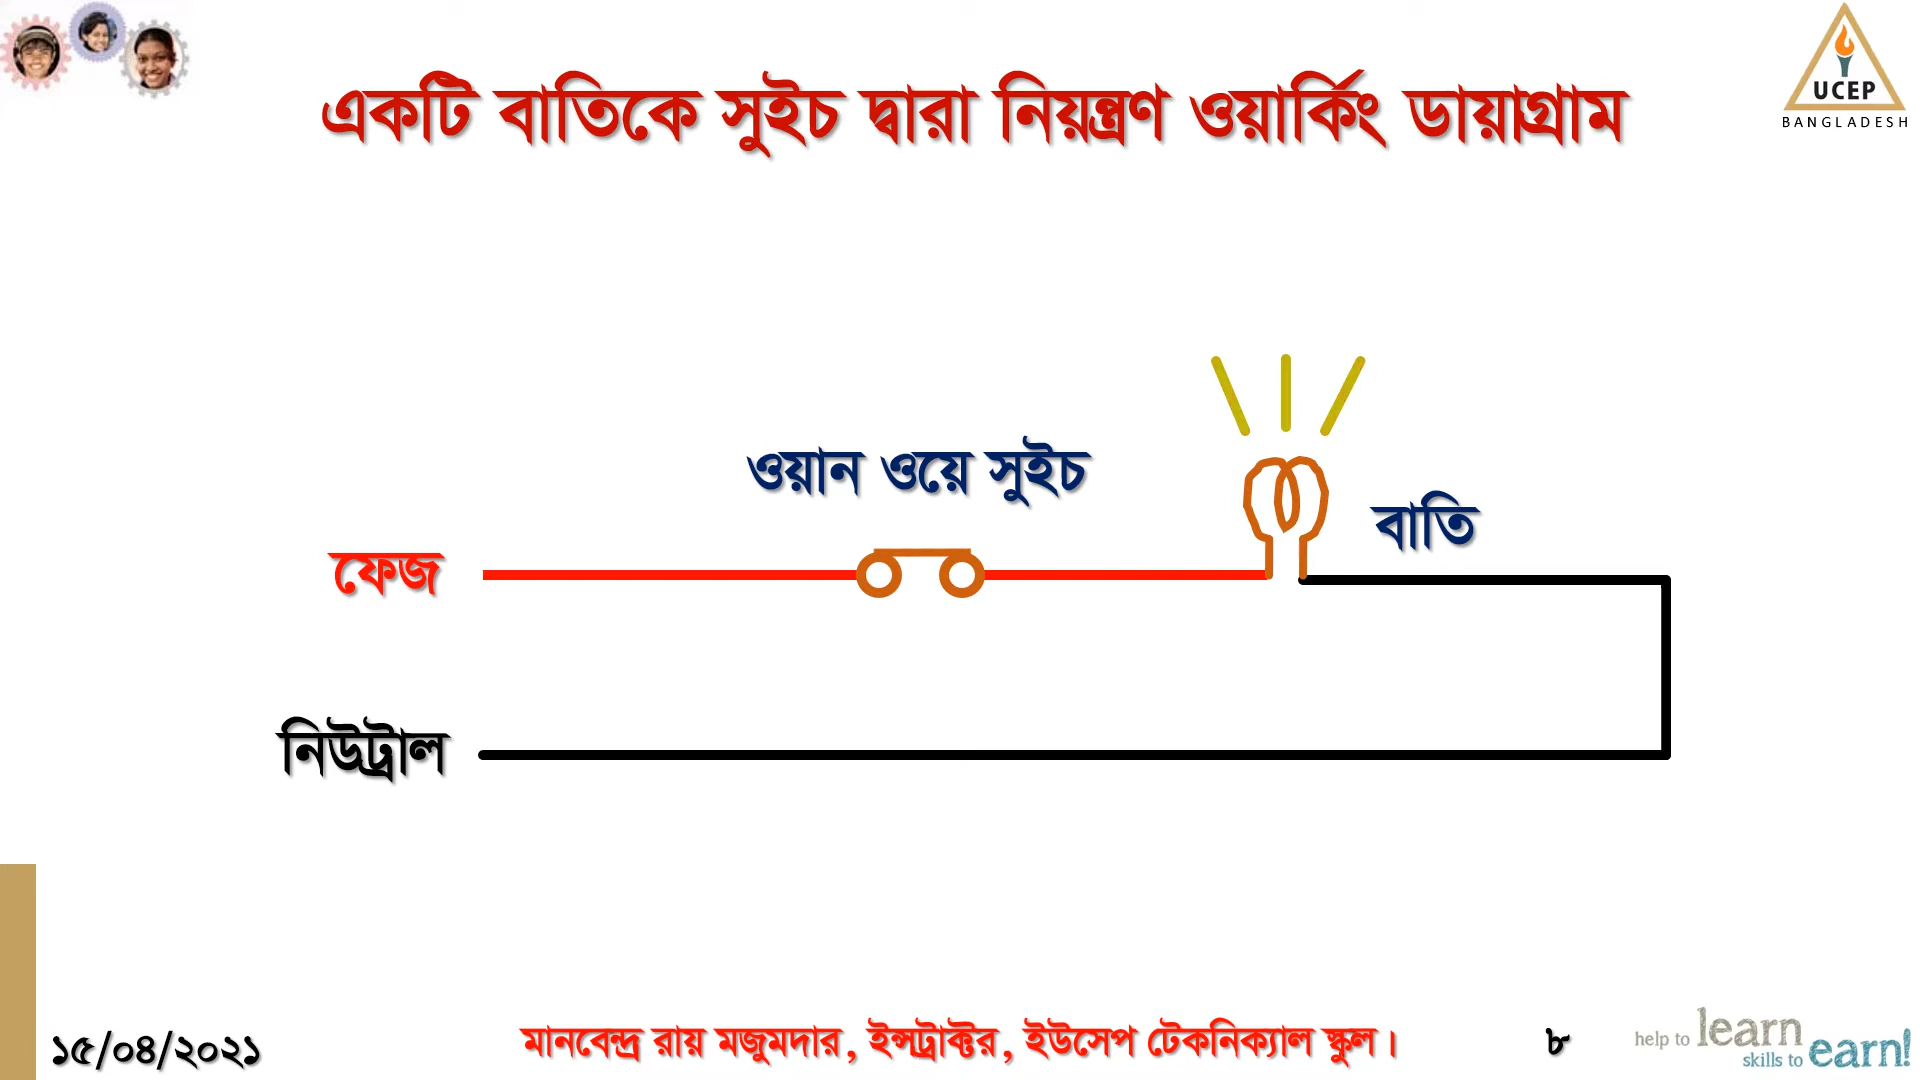 একটি বাতিকে সুইচ দ্বারা নিয়ন্ত্রণ ওয়ার্কিং ডায়াগ্রাম
UCEP
BANGLADESH
ওয়ান ওয়ে সুইচ
বাতি
ফেজ
নিউট্রাল
১৫/০৪/২০২১
মানবেন্দ্র রায় মজুমদার, ইন্সট্রাক্টর, ইউসেপ টেকনিক্যাল স্কুল।
৮
help to learn
skills to earn!